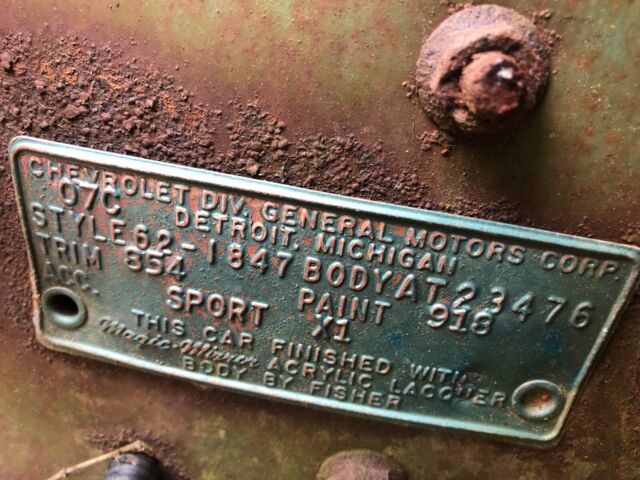 CHEVROLET DIV. GENERAL MOTORS CORP.
07C DETROIT. MICHIGAN
STYLE 62-1847 BODY AT 23476
TRIM 854 PAINT 918
ACC. SPORT X1
THIS CAR FINISHED WITH
Magic-Mirror ACRYLIC LACQUER
BODY BY FISHER